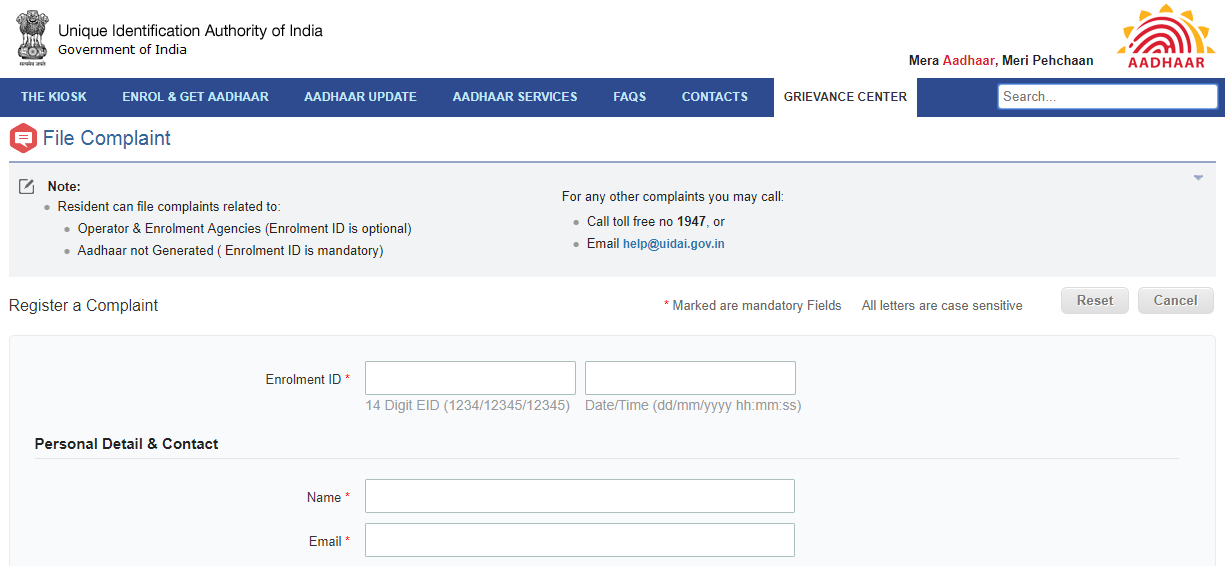 Unique Identification Authority of India
Government of India
Mera Aadhaar, Meri Pehchaan
AADHAAR
THE KIOSK ENROL & GET AADHAAR AADHAAR UPDATE AADHAAR SERVICES FAQS CONTACTS GRIEVANCE CENTER Search...
File Complaint
Note:
Resident can file complaints related to:
Operator & Enrolment Agencies (Enrolment ID is optional)
Aadhaar not Generated ( Enrolment ID is mandatory)
For any other complaints you may call:
Call toll free no 1947, or
Email help@uidai.gov.in
Register a Complaint * Marked are mandatory Fields All letters are case sensitive Reset Cancel
Enrolment ID *
14 Digit EID (1234/12345/12345) Date/Time (dd/mm/yyyy hh:mm:ss)
Personal Detail & Contact
Name *
Email *